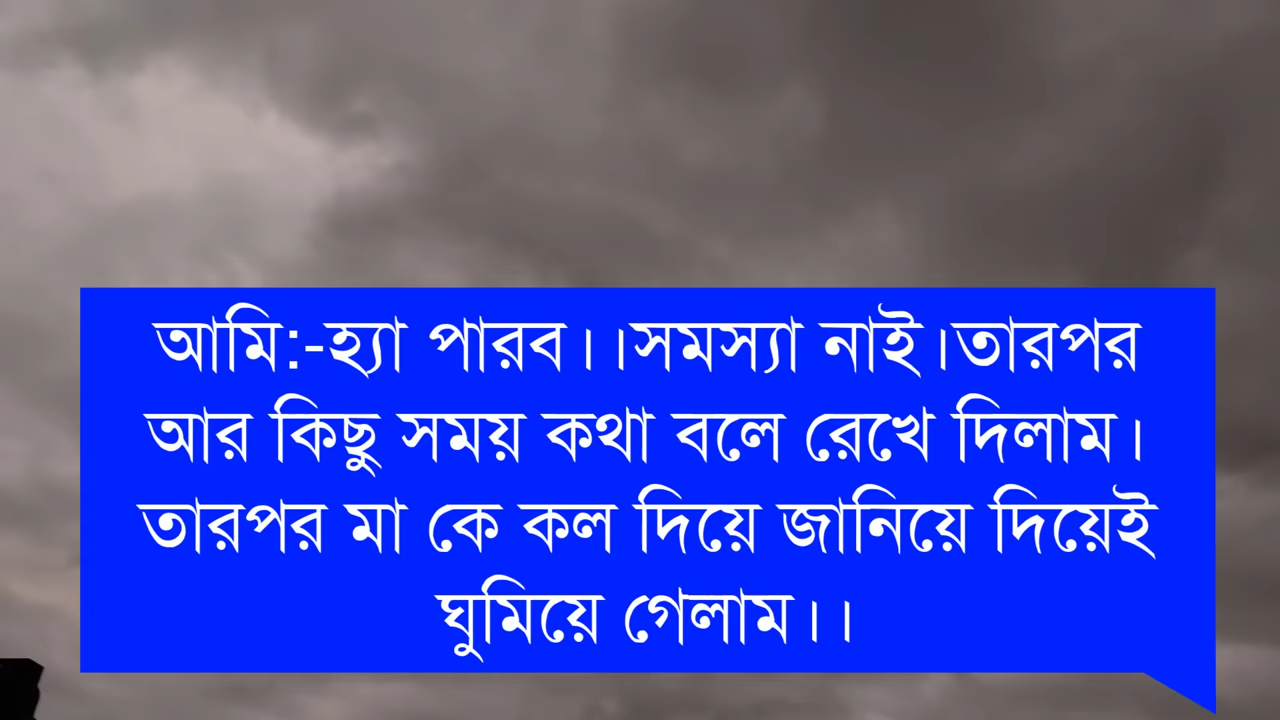 আমি:-হ্যা পারব।।সমস্যা নাই।তারপর
আর কিছু সময় কথা বলে রেখে দিলাম।
তারপর মা কে কল দিয়ে জানিয়ে দিয়েই
ঘুমিয়ে গেলাম।।